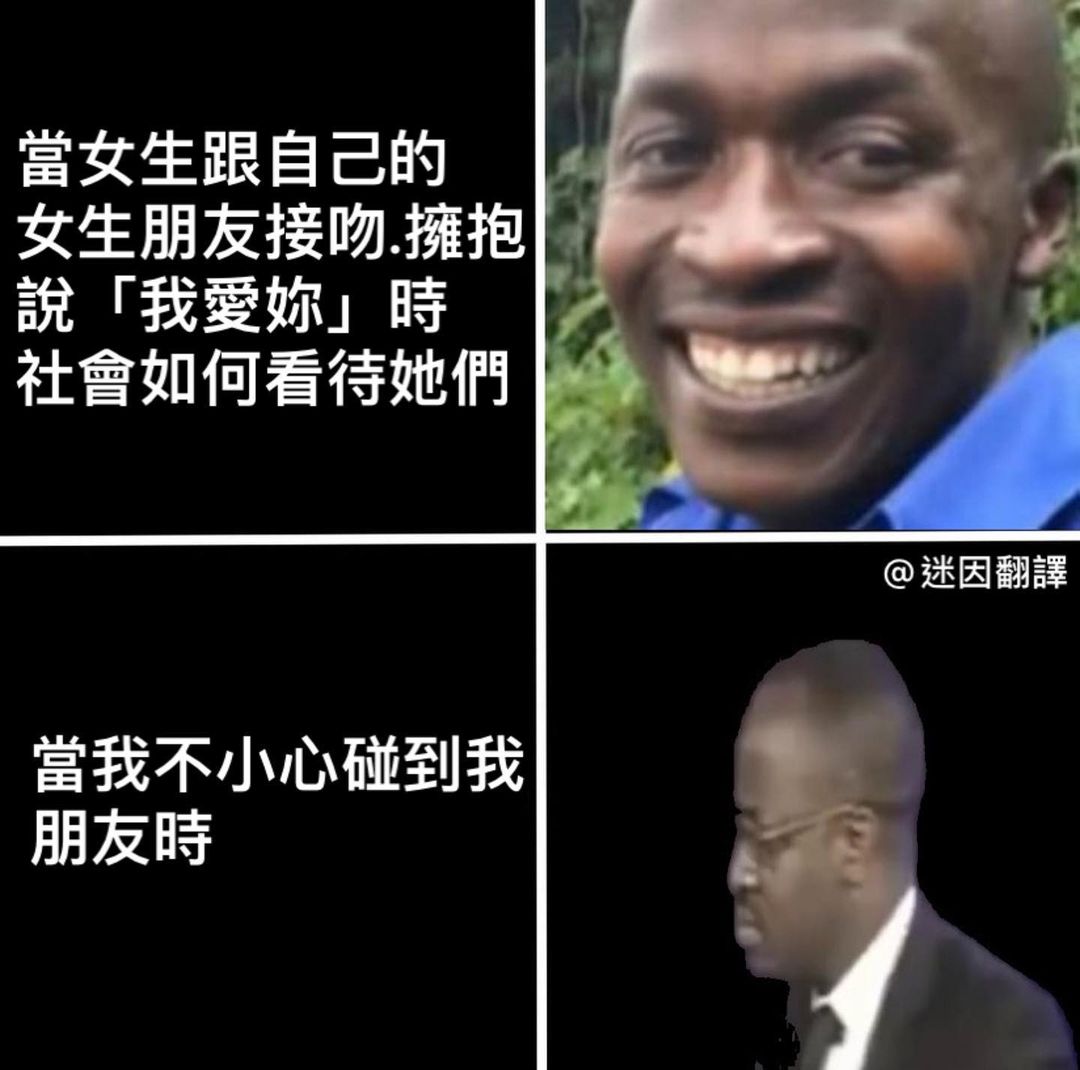 當女生跟自己的
女生朋友接吻.擁抱
說「我愛妳」時
社會如何看待她們
@迷因翻譯
當我不小心碰到我
朋友時